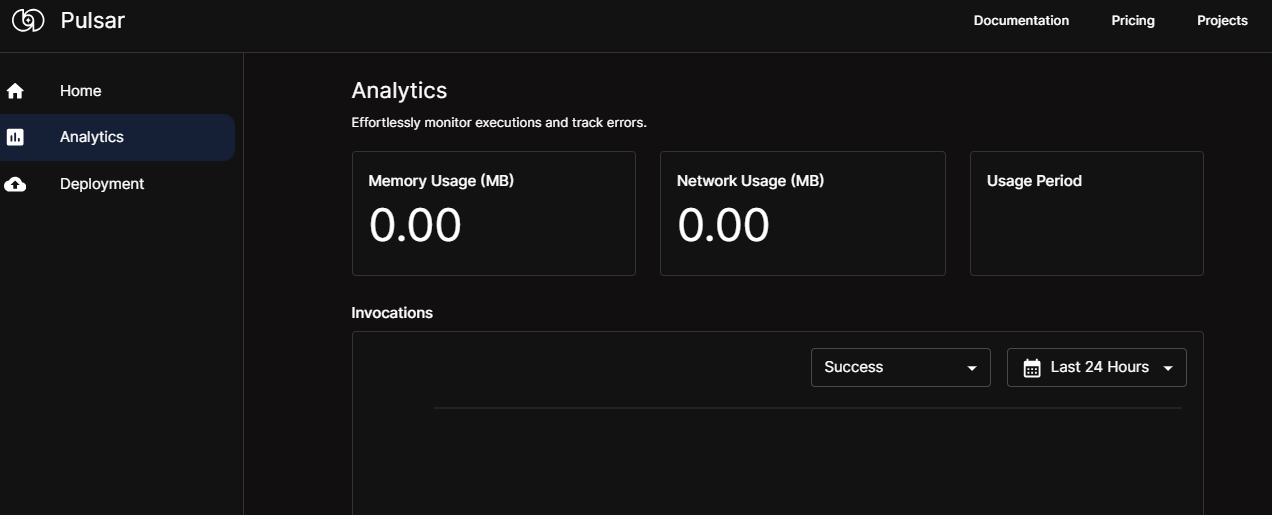 Pulsar
Documentation
Pricing
Projects
Home
Analytics
Deployment
Analytics
Effortlessly monitor executions and track errors.
Memory Usage (MB)
0.00
Network Usage (MB)
0.00
Usage Period
Invocations
Success
Last 24 Hours